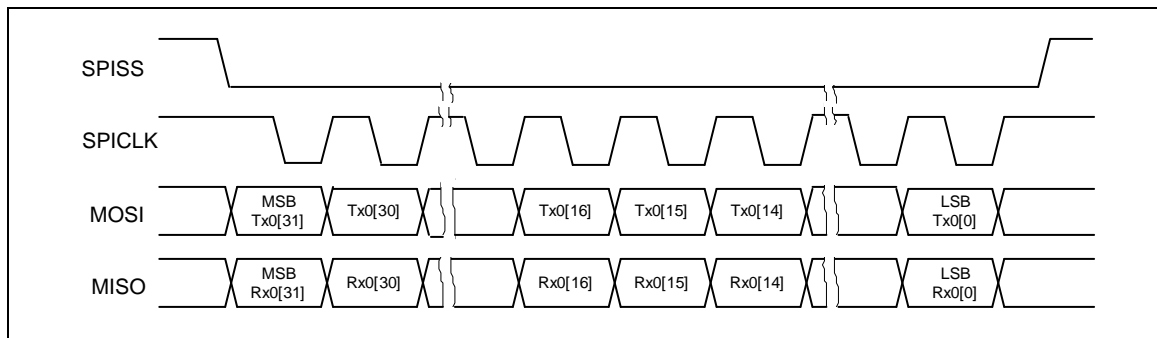 SPISS
SPICLK
MOSI
MSB
Tx0[31]
Tx0[30]
Tx0[16]
Tx0[15]
Tx0[14]
LSB
Tx0[0]
MISO
MSB
Rx0[31]
Rx0[30]
Rx0[16]
Rx0[15]
Rx0[14]
LSB
Rx0[0]